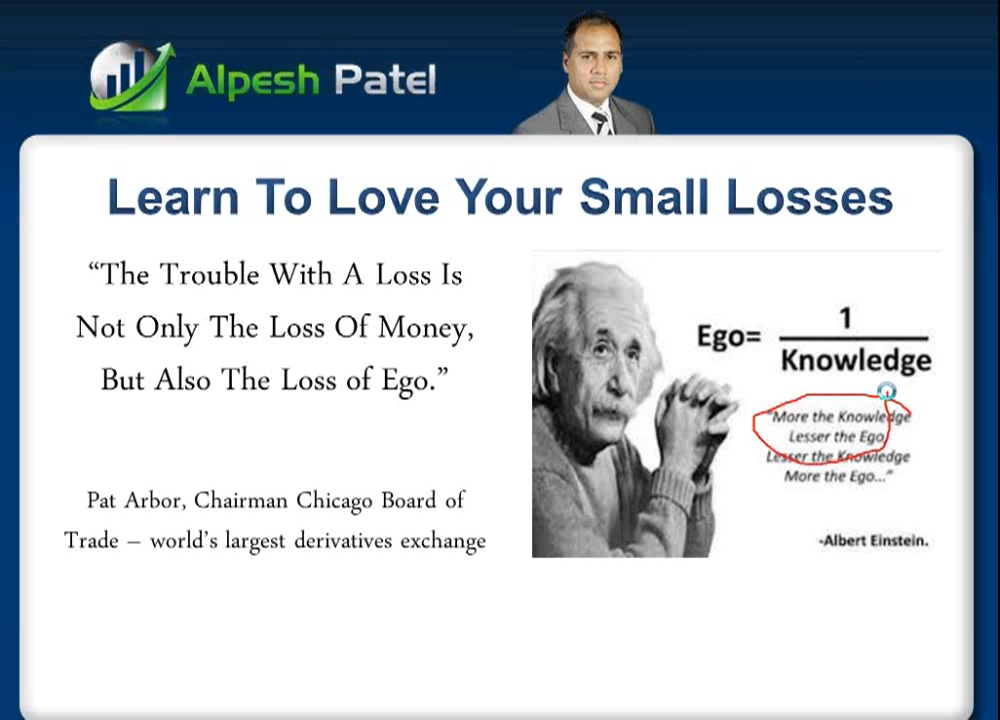 Alpesh Patel
Learn To Love Your Small Losses
“The Trouble With A Loss Is
Not Only The Loss Of Money,
But Also The Loss of Ego.”
Pat Arbor, Chairman Chicago Board of
Trade – world’s largest derivatives exchange
Ego= 1
Knowledge
"More the Knowledge
Lesser the Ego
Lesser the Knowledge
More the Ego..."
-Albert Einstein.